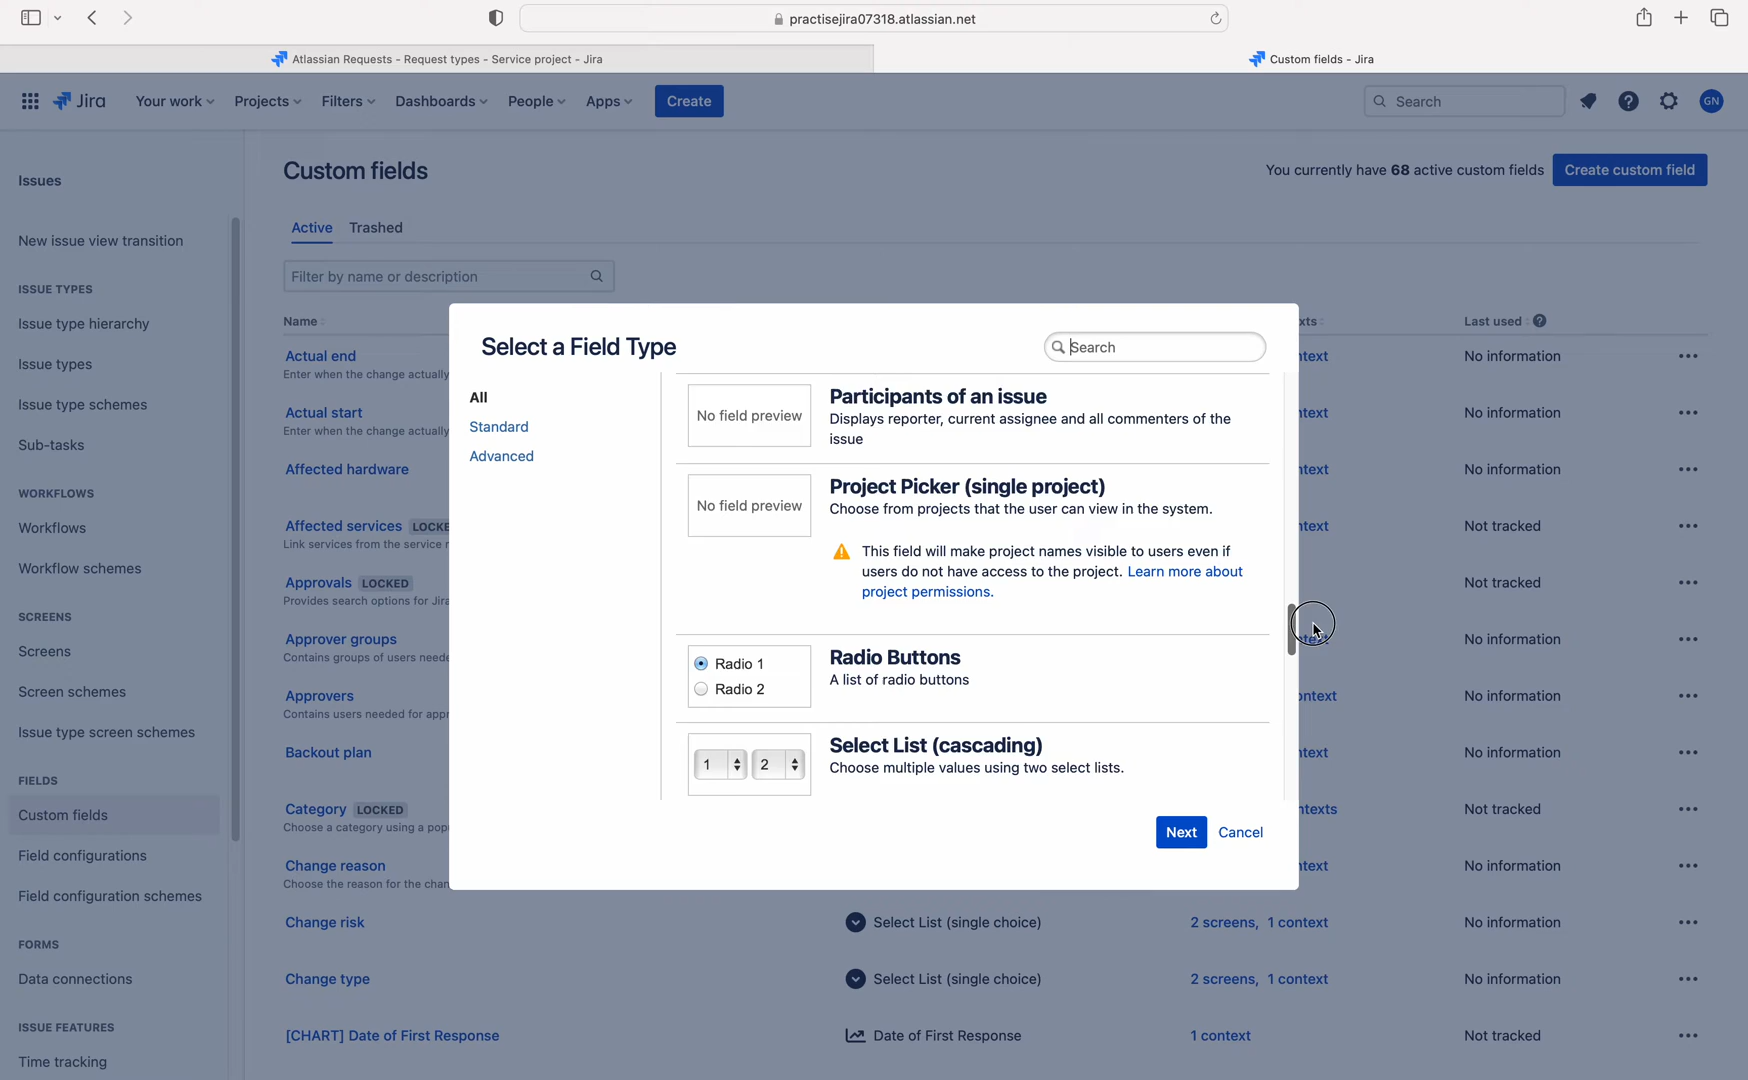 practisejira07318.atlassian.net
Atlassian Requests - Request types - Service project - Jira
Custom fields - Jira
Jira
Your work
Projects
Filters
Dashboards
People
Apps
Create
Search
GN
Issues
New issue view transition
ISSUE TYPES
Issue type hierarchy
Issue types
Issue type schemes
Sub-tasks
WORKFLOWS
Workflows
Workflow schemes
SCREENS
Screens
Screen schemes
Issue type screen schemes
FIELDS
Custom fields
Field configurations
Field configuration schemes
FORMS
Data connections
ISSUE FEATURES
Time tracking
Custom fields
You currently have 68 active custom fields
Create custom field
Active
Trashed
Filter by name or description
Name
Last used
Actual end
Enter when the change actually
No information
Actual start
Enter when the change actually
No information
Affected hardware
No information
Affected services
Link services from the service
Not tracked
Approvals LOCKED
Provides search options for Jira
Not tracked
Approver groups
Contains groups of users
No information
Approvers
Contains users needed for
No information
Backout plan
No information
Category LOCKED
Choose a category using a
Not tracked
Change reason
Choose the reason for the
No information
Change risk
Select List (single choice)
2 screens, 1 context
No information
Change type
Select List (single choice)
2 screens, 1 context
No information
[CHART] Date of First Response
Date of First Response
1 context
Not tracked
Select a Field Type
Search
All
Standard
Advanced
No field preview
Participants of an issue
Displays reporter, current assignee and all commenters of the
issue
No field preview
Project Picker (single project)
Choose from projects that the user can view in the system.
This field will make project names visible to users even if
users do not have access to the project. Learn more about
project permissions.
Radio 1
Radio 2
Radio Buttons
A list of radio buttons
1
2
Select List (cascading)
Choose multiple values using two select lists.
Next
Cancel